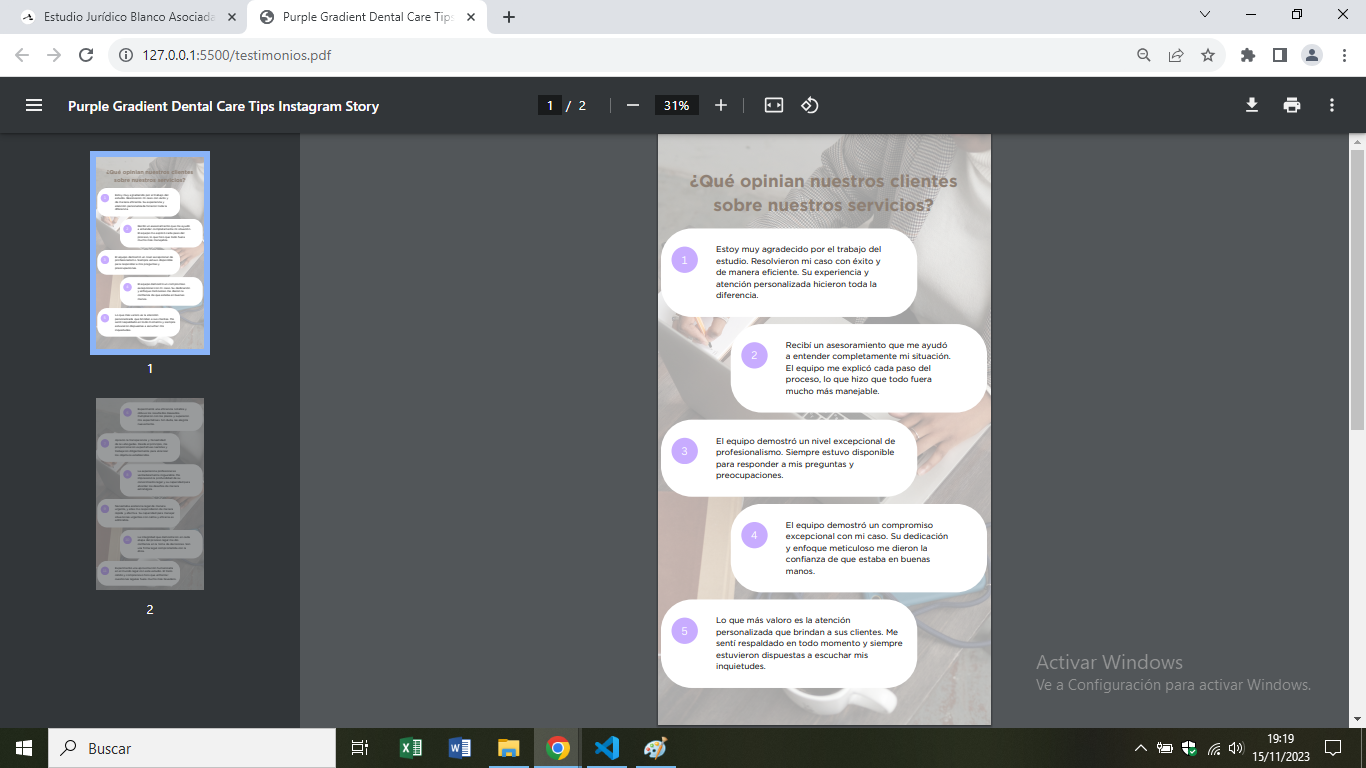 Estudio Jurídico Blanco Asociada
Purple Gradient Dental Care Tips
127.0.0.1:5500/testimonios.pdf
Purple Gradient Dental Care Tips Instagram Story
1 / 2
31%
1
2
¿Qué opinian nuestros clientes
sobre nuestros servicios?
1
Estoy muy agradecido por el trabajo del
estudio. Resolvieron mi caso con éxito y
de manera eficiente. Su experiencia y
atención personalizada hicieron toda la
diferencia.
2
Recibí un asesoramiento que me ayudó
a entender completamente mi situación.
El equipo me explicó cada paso del
proceso, lo que hizo que todo fuera
mucho más manejable.
3
El equipo demostró un nivel excepcional de
profesionalismo. Siempre estuvo disponible
para responder a mis preguntas y
preocupaciones.
4
El equipo demostró un compromiso
excepcional con mi caso. Su dedicación
y enfoque meticuloso me dieron la
confianza de que estaba en buenas
manos.
5
Lo que más valoro es la atención
personalizada que brindan a sus clientes. Me
sentí respaldado en todo momento y siempre
estuvieron dispuestas a escuchar mis
inquietudes.
Activar Windows
Ve a Configuración para activar Windows.
Buscar
19:19
15/11/2023